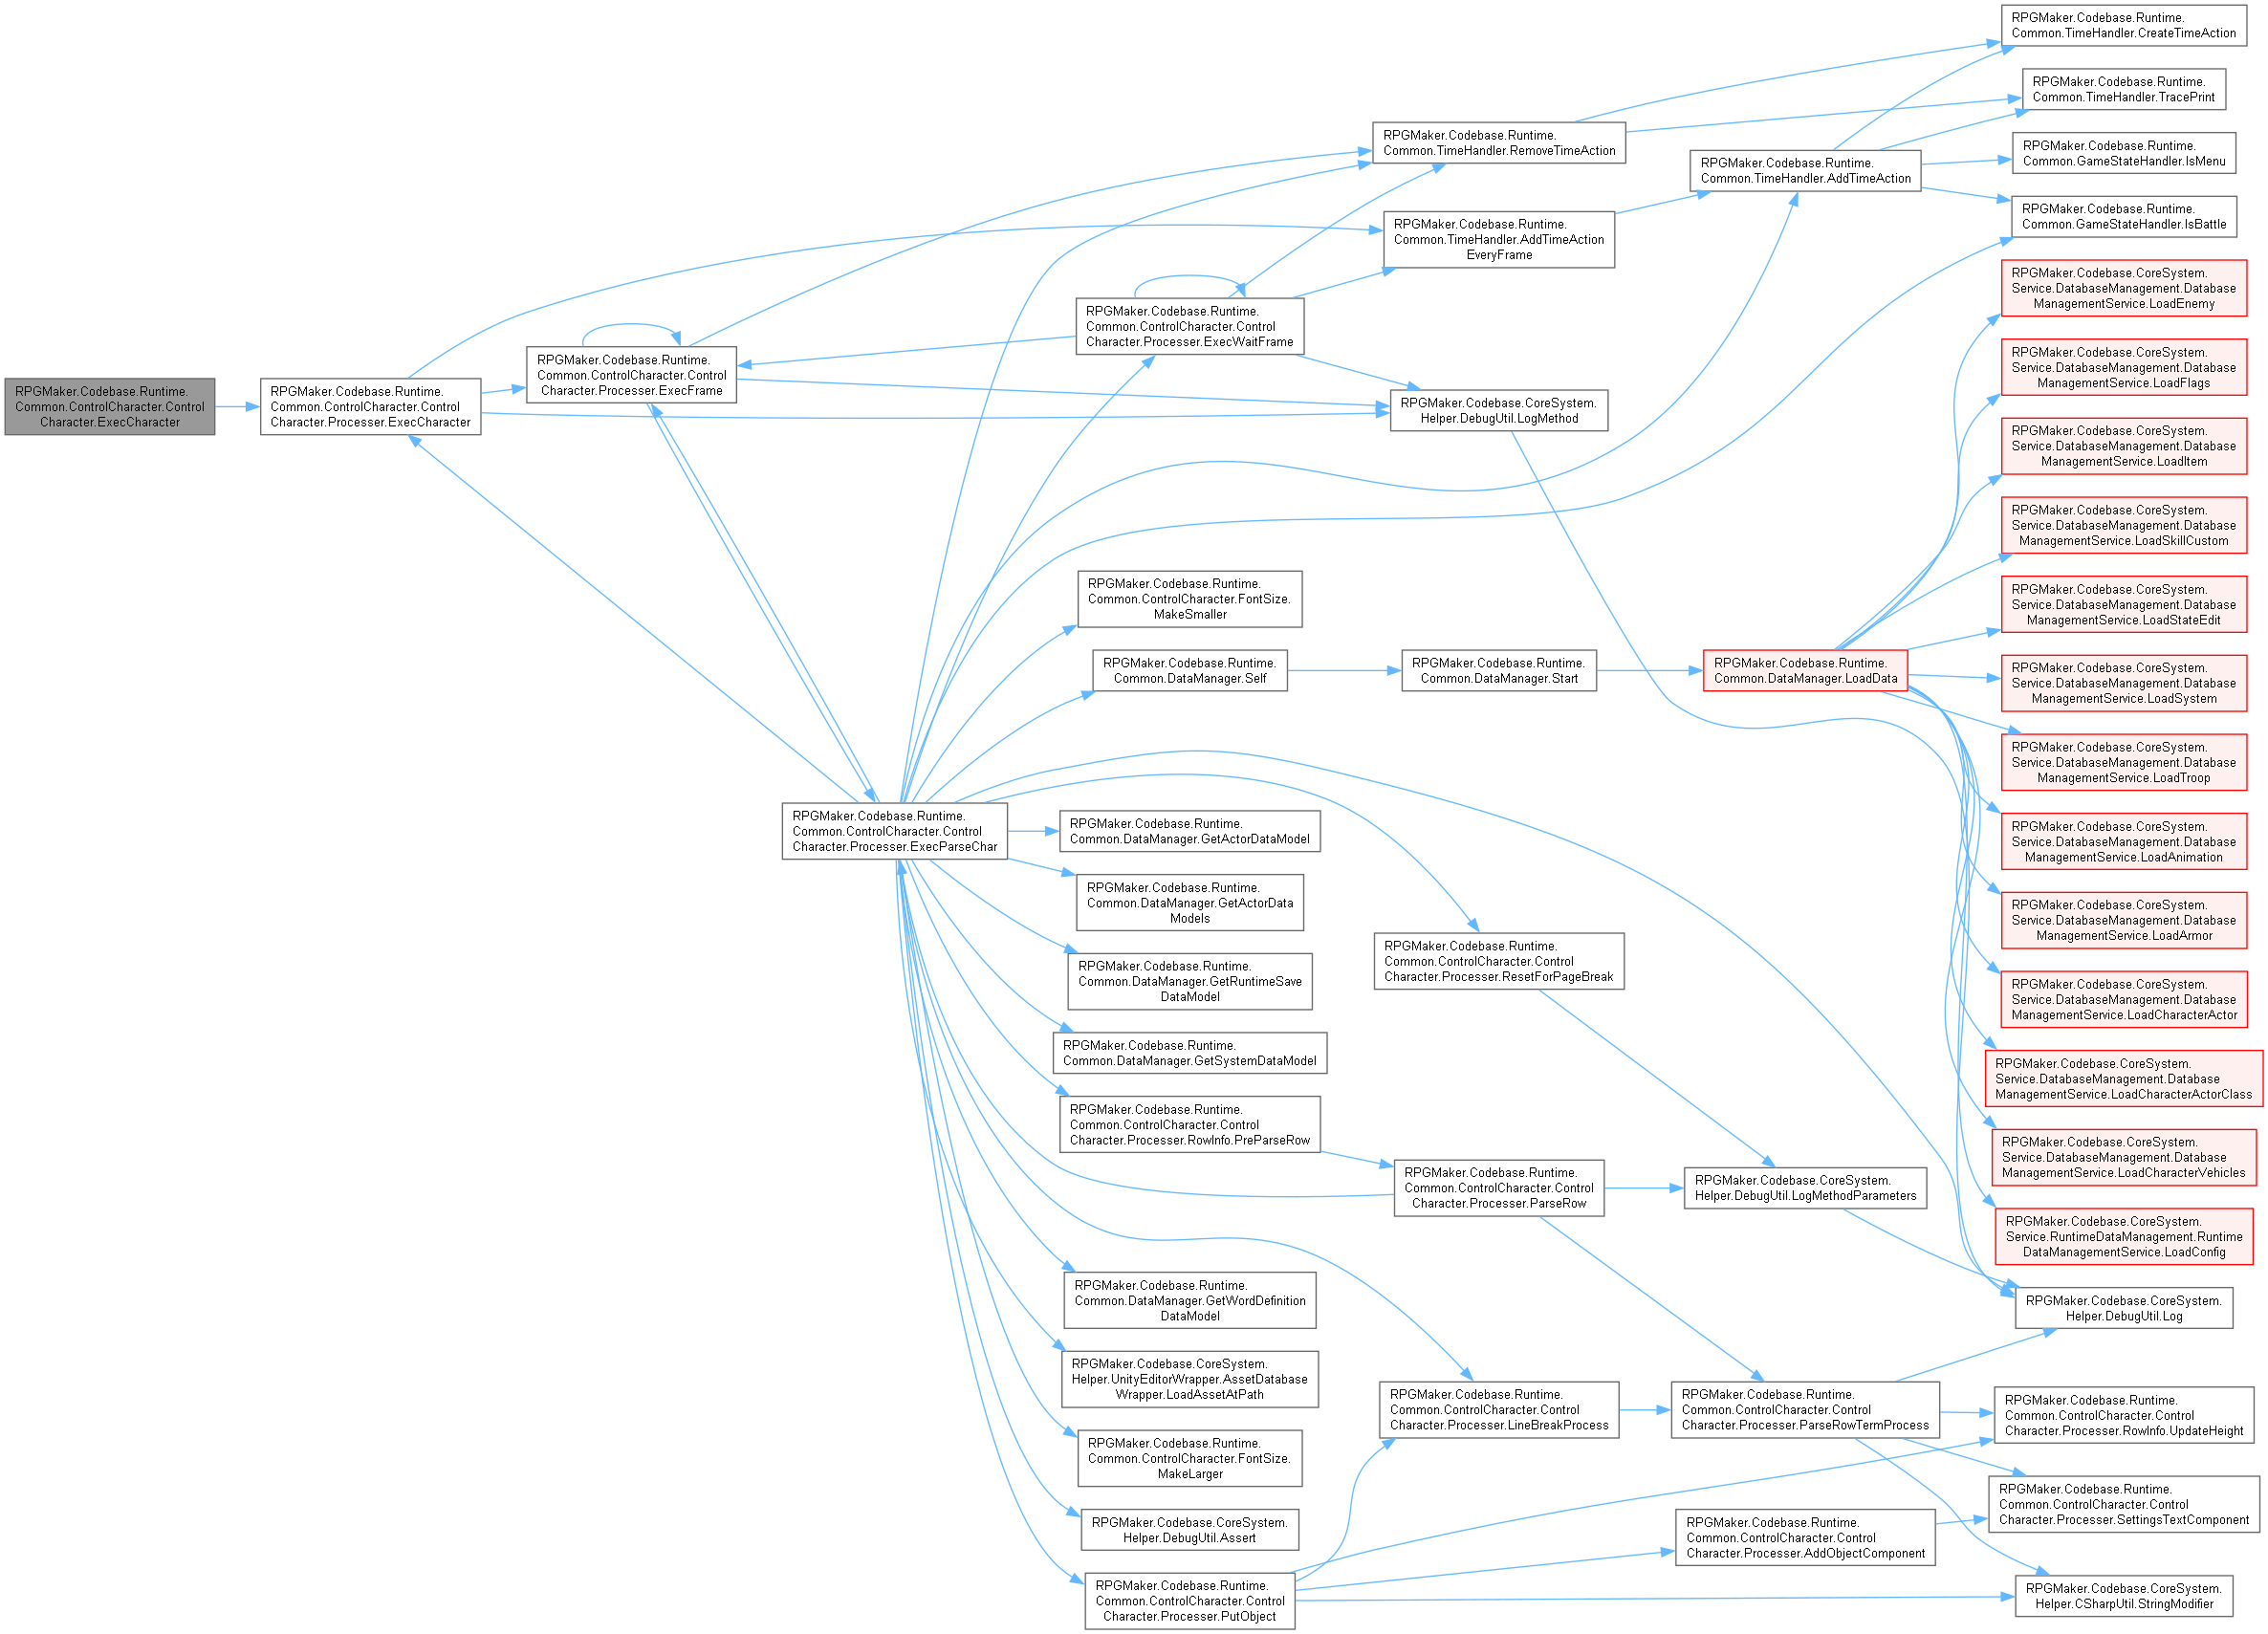 RPGMaker.Codebase.Runtime.
Common.ControlCharacter.Control
Character.ExecCharacter
RPGMaker.Codebase.Runtime.
Common.ControlCharacter.Control
Character.Processer.ExecCharacter
RPGMaker.Codebase.Runtime.
Common.ControlCharacter.Control
Character.Processer.ExecFrame
RPGMaker.Codebase.Runtime.
Common.ControlCharacter.Control
Character.Processer.ExecParseChar
RPGMaker.Codebase.Runtime.
Common.ControlCharacter.Control
Character.Processer.ExecWaitFrame
RPGMaker.Codebase.Runtime.
Common.ControlCharacter.FontSize.
MakeSmaller
RPGMaker.Codebase.Runtime.
Common.DataManager.Self
RPGMaker.Codebase.Runtime.
Common.DataManager.GetActorDataModel
RPGMaker.Codebase.Runtime.
Common.DataManager.GetActorData
Models
RPGMaker.Codebase.Runtime.
Common.DataManager.GetRuntimeSave
DataModel
RPGMaker.Codebase.Runtime.
Common.DataManager.GetSystemDataModel
RPGMaker.Codebase.Runtime.
Common.ControlCharacter.Control
Character.Processer.RowInfo.PreParseRow
RPGMaker.Codebase.Runtime.
Common.DataManager.GetWordDefinition
DataModel
RPGMaker.Codebase.CoreSystem.
Helper.UnityEditorWrapper.AssetDatabase
Wrapper.LoadAssetAtPath
RPGMaker.Codebase.Runtime.
Common.ControlCharacter.FontSize.
MakeLarger
RPGMaker.Codebase.CoreSystem.
Helper.DebugUtil.Assert
RPGMaker.Codebase.Runtime.
Common.ControlCharacter.Control
Character.Processer.PutObject
RPGMaker.Codebase.Runtime.
Common.TimeHandler.RemoveTimeAction
RPGMaker.Codebase.Runtime.
Common.TimeHandler.AddTimeAction
EveryFrame
RPGMaker.Codebase.CoreSystem.
Helper.DebugUtil.LogMethod
RPGMaker.Codebase.Runtime.
Common.DataManager.Start
RPGMaker.Codebase.Runtime.
Common.ControlCharacter.Control
Character.Processer.ResetForPageBreak
RPGMaker.Codebase.Runtime.
Common.ControlCharacter.Control
Character.Processer.ParseRow
RPGMaker.Codebase.Runtime.
Common.ControlCharacter.Control
Character.Processer.LineBreakProcess
RPGMaker.Codebase.Runtime.
Common.TimeHandler.AddTimeAction
RPGMaker.Codebase.Runtime.
Common.DataManager.LoadData
RPGMaker.Codebase.CoreSystem.
Helper.DebugUtil.LogMethodParameters
RPGMaker.Codebase.Runtime.
Common.ControlCharacter.Control
Character.Processer.ParseRowTermProcess
RPGMaker.Codebase.Runtime.
Common.ControlCharacter.Control
Character.Processer.AddObjectComponent
RPGMaker.Codebase.Runtime.
Common.TimeHandler.CreateTimeAction
RPGMaker.Codebase.Runtime.
Common.TimeHandler.TracePrint
RPGMaker.Codebase.Runtime.
Common.GameStateHandler.IsMenu
RPGMaker.Codebase.Runtime.
Common.GameStateHandler.IsBattle
RPGMaker.Codebase.CoreSystem.
Service.DatabaseManagement.Database
ManagementService.LoadEnemy
RPGMaker.Codebase.CoreSystem.
Service.DatabaseManagement.Database
ManagementService.LoadFlags
RPGMaker.Codebase.CoreSystem.
Service.DatabaseManagement.Database
ManagementService.LoadItem
RPGMaker.Codebase.CoreSystem.
Service.DatabaseManagement.Database
ManagementService.LoadSkillCustom
RPGMaker.Codebase.CoreSystem.
Service.DatabaseManagement.Database
ManagementService.LoadStateEdit
RPGMaker.Codebase.CoreSystem.
Service.DatabaseManagement.Database
ManagementService.LoadSystem
RPGMaker.Codebase.CoreSystem.
Service.DatabaseManagement.Database
ManagementService.LoadTroop
RPGMaker.Codebase.CoreSystem.
Service.DatabaseManagement.Database
ManagementService.LoadAnimation
RPGMaker.Codebase.CoreSystem.
Service.DatabaseManagement.Database
ManagementService.LoadArmor
RPGMaker.Codebase.CoreSystem.
Service.DatabaseManagement.Database
ManagementService.LoadCharacterActor
RPGMaker.Codebase.CoreSystem.
Service.DatabaseManagement.Database
ManagementService.LoadCharacterActorClass
RPGMaker.Codebase.CoreSystem.
Service.DatabaseManagement.Database
ManagementService.LoadCharacterVehicles
RPGMaker.Codebase.CoreSystem.
Service.RuntimeDataManagement.Runtime
DataManagementService.LoadConfig
RPGMaker.Codebase.CoreSystem.
Helper.DebugUtil.Log
RPGMaker.Codebase.Runtime.
Common.ControlCharacter.Control
Character.Processer.RowInfo.UpdateHeight
RPGMaker.Codebase.Runtime.
Common.ControlCharacter.Control
Character.Processer.SettingsTextComponent
RPGMaker.Codebase.CoreSystem.
Helper.CSharpUtil.StringModifier